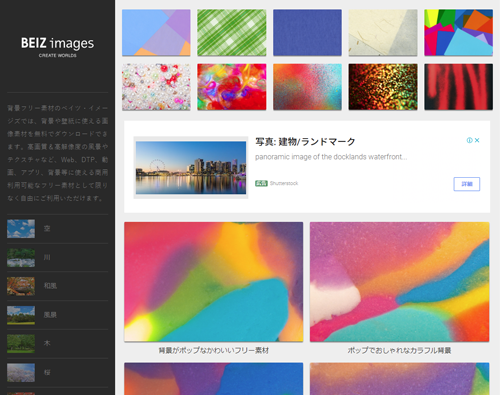 BEIZ images
CREATE WORLDS
背景フリー素材のベイツ・イメー
ジズでは、背景や壁紙に使える画
像素材を無料でダウンロードでき
ます。高画質＆高解像度の風景や
テクスチャなど、Web、DTP、動
画、アプリ、背景等に使える商用
利用可能なフリー素材として限り
なく自由にご利用いただけます。
空
川
和風
風景
木
桜
写真: 建物/ランドマーク
panoramic image of the docklands waterfront...
広告 Shutterstock
詳細
背景がポップなかわいいフリー素材
ポップでおしゃれなカラフル背景